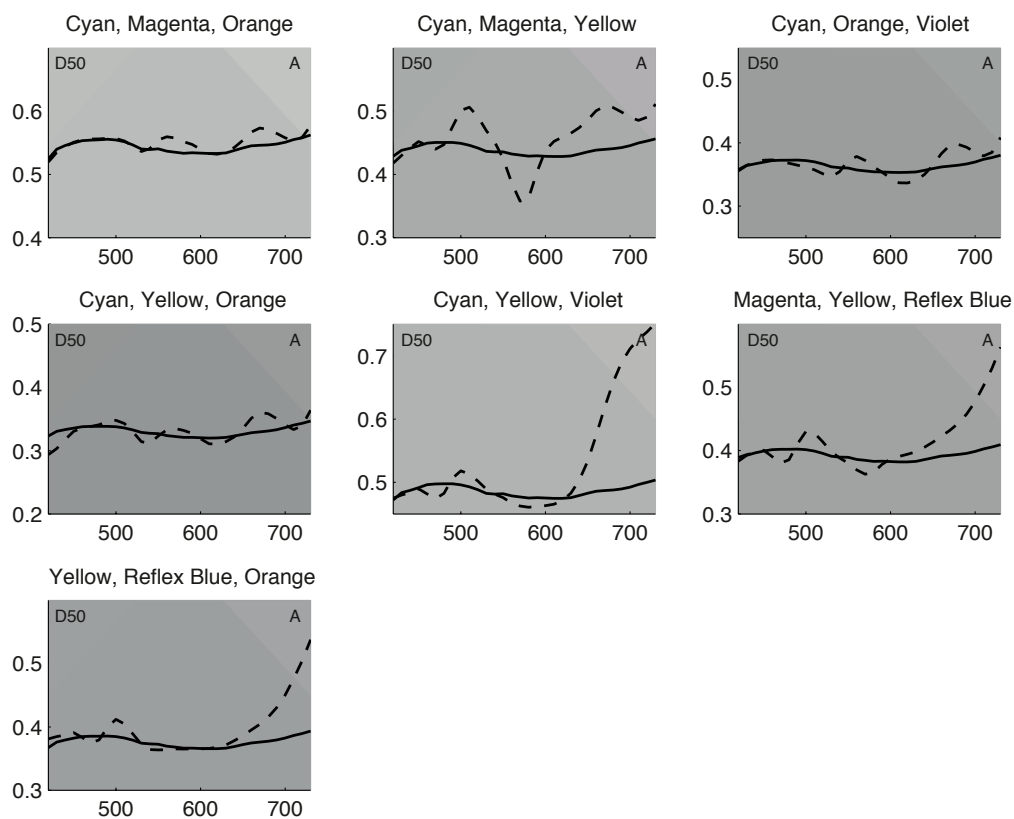 Cyan, Magenta, Orange
D50 A
0.6
0.5
0.4
500 600 700
Cyan, Magenta, Yellow
D50 A
0.5
0.4
0.3
500 600 700
Cyan, Orange, Violet
D50 A
0.5
0.4
0.3
500 600 700
Cyan, Yellow, Orange
D50 A
0.5
0.4
0.3
0.2
500 600 700
Cyan, Yellow, Violet
D50 A
0.7
0.6
0.5
500 600 700
Magenta, Yellow, Reflex Blue
D50 A
0.5
0.4
0.3
500 600 700
Yellow, Reflex Blue, Orange
D50 A
0.5
0.4
0.3
500 600 700